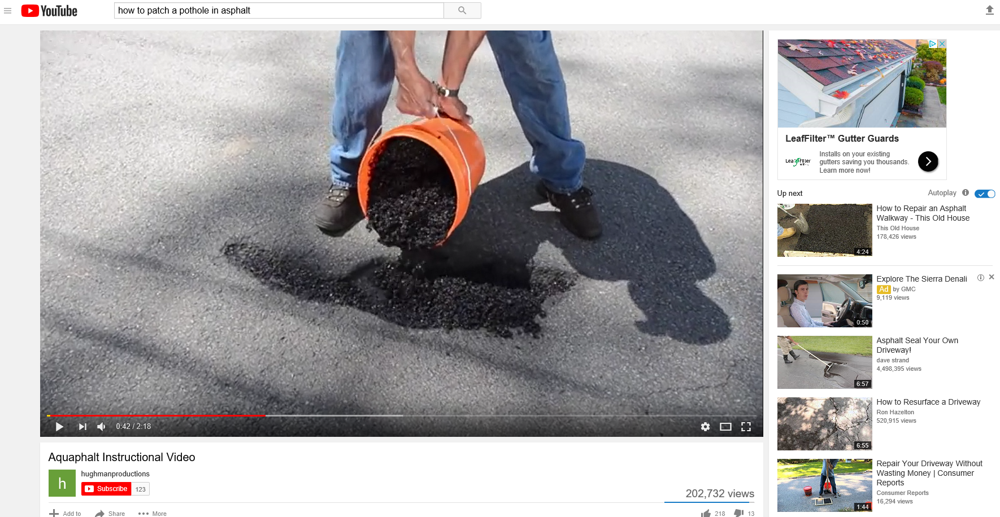 YouTube
how to patch a pothole in asphalt
LeafFilter™ Gutter Guards
LeafFilter
Installs on your existing
gutters saving you thousands.
Learn more now!
Up next
Autoplay
How to Repair an Asphalt
Walkway - This Old House
This Old House
178,426 views
4:24
Explore The Sierra Denali
Ad by GMC
9,119 views
0:50
Asphalt Seal Your Own
Driveway!
dave strand
4,498,395 views
6:57
How to Resurface a Driveway
Ron Hazelton
520,915 views
6:55
Repair Your Driveway Without
Wasting Money | Consumer
Reports
Consumer Reports
16,294 views
1:44
0:42 / 2:18
Aquaphalt Instructional Video
h
hughmanproductions
Subscribe 123
202,732 views
Add to Share More
218 13